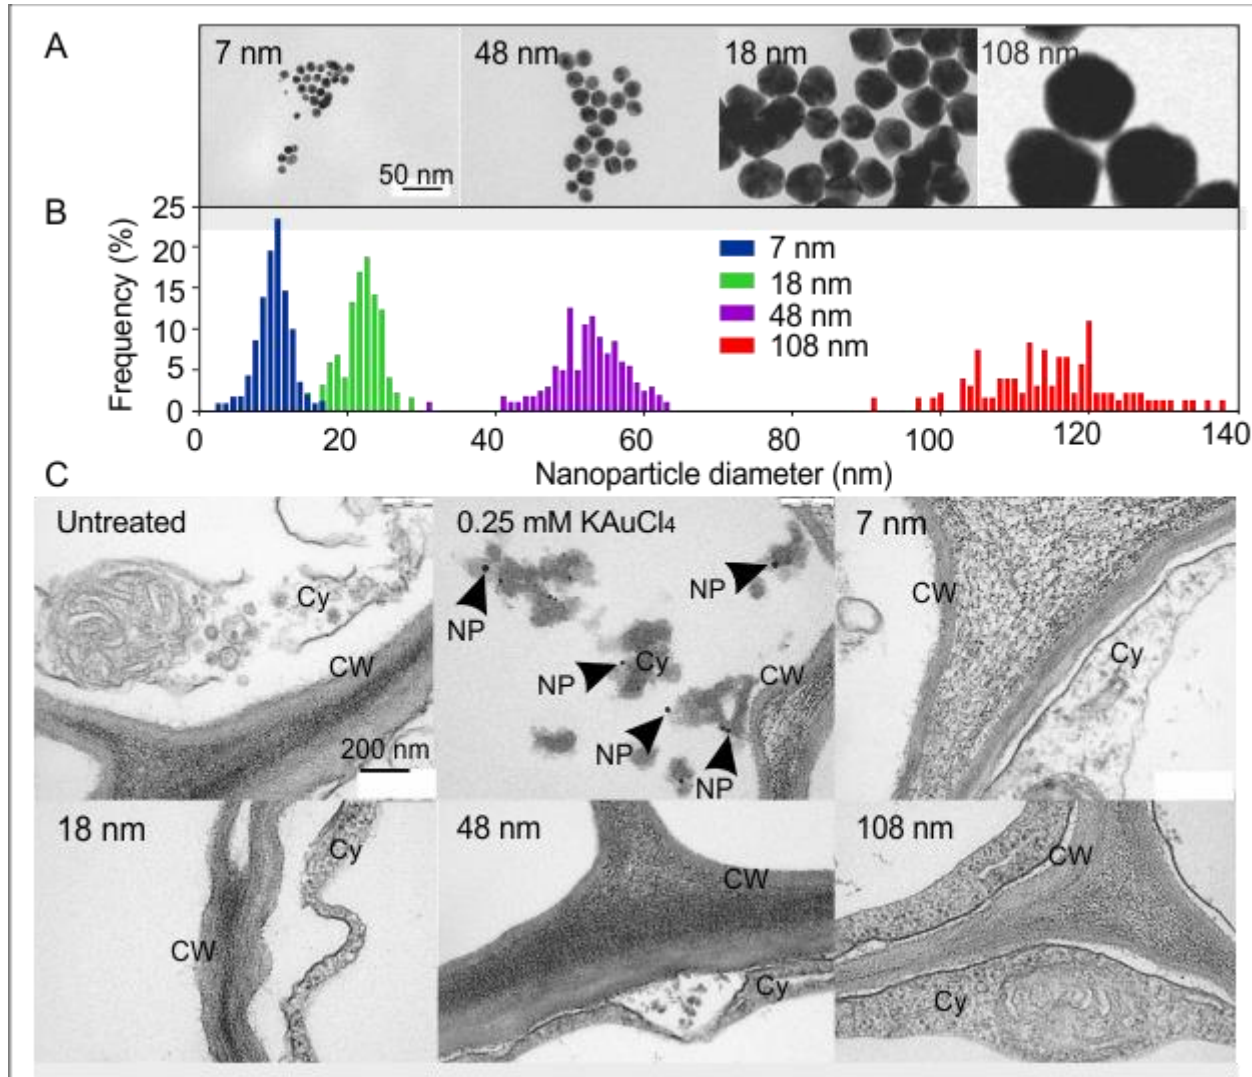 A
7 nm
48 nm
18 nm
108 nm
50 nm
B
Frequency (%)
25
20
15
10
5
0
7 nm
18 nm
48 nm
108 nm
0 20 40 60 80 100 120 140
Nanoparticle diameter (nm)
C
Untreated
Cy
CW
200 nm
0.25 mM KAuCl4
NP
NP
NP
Cy
CW
NP
NP
7 nm
CW
Cy
18 nm
Cy
CW
48 nm
CW
Cy
108 nm
CW
Cy